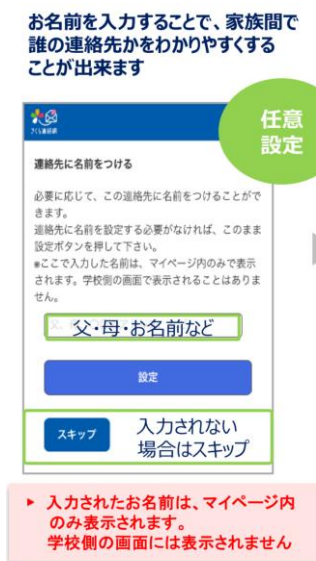 お名前を入力することで、家族間で
誰の連絡先かをわかりやすくする
ことが出来ます
任意
設定
さくら連絡網
連絡先に名前をつける
必要に応じて、この連絡先に名前をつけることがで
きます。
連絡先に名前を設定する必要がなければ、このまま
設定ボタンを押して下さい。
※ここで入力した名前は、マイページ内のみで表示
されます。学校側の画面で表示されることはありま
せん。
父・母・お名前など
設定
スキップ
入力されない
場合はスキップ
▶ 入力されたお名前は、マイページ内
のみ表示されます。
学校側の画面には表示されません